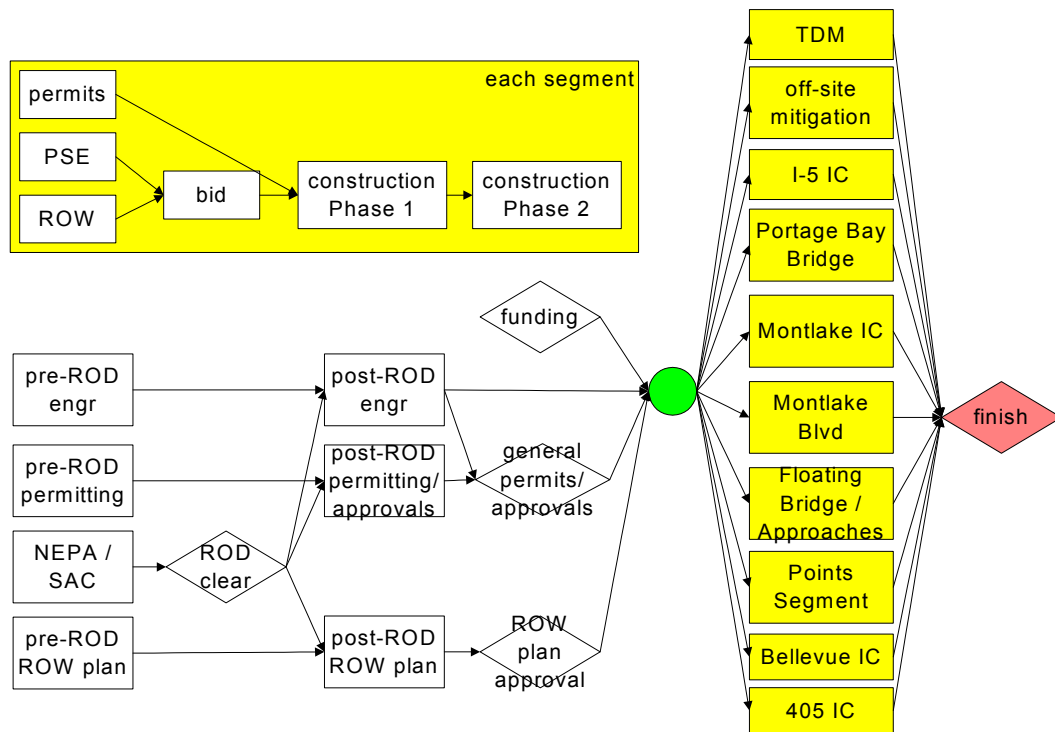 each segment
permits
PSE
ROW
bid
construction
Phase 1
construction
Phase 2
funding
pre-ROD
engr
post-ROD
engr
pre-ROD
permitting
post-ROD
permitting/
approvals
general
permits/
approvals
NEPA /
SAC
ROD
clear
pre-ROD
ROW plan
post-ROD
ROW plan
ROW
plan
approval
TDM
off-site
mitigation
I-5 IC
Portage Bay
Bridge
Montlake IC
Montlake
Blvd
Floating
Bridge /
Approaches
Points
Segment
Bellevue IC
405 IC
finish